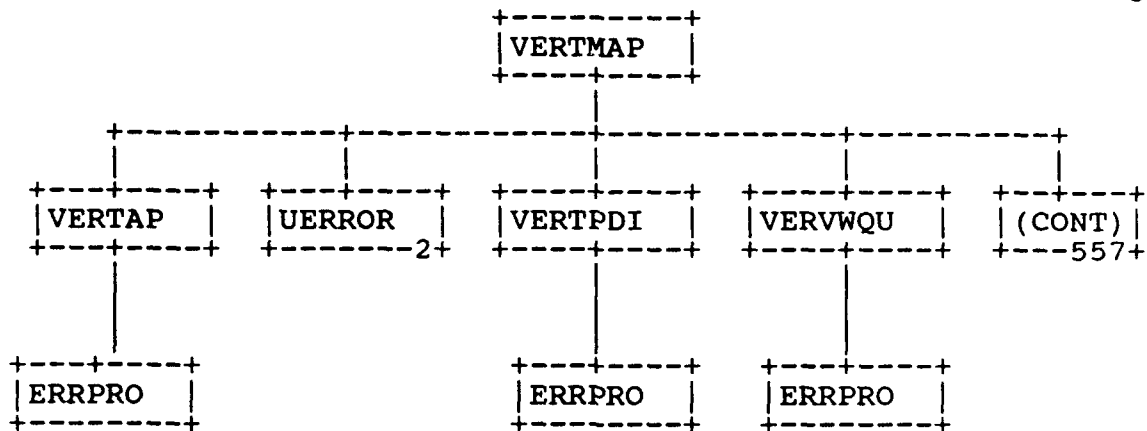 VERTMAP
VERTAP UERROR VERTPDI VERVWQU (CONT)
2 557
ERRPRO ERRPRO ERRPRO